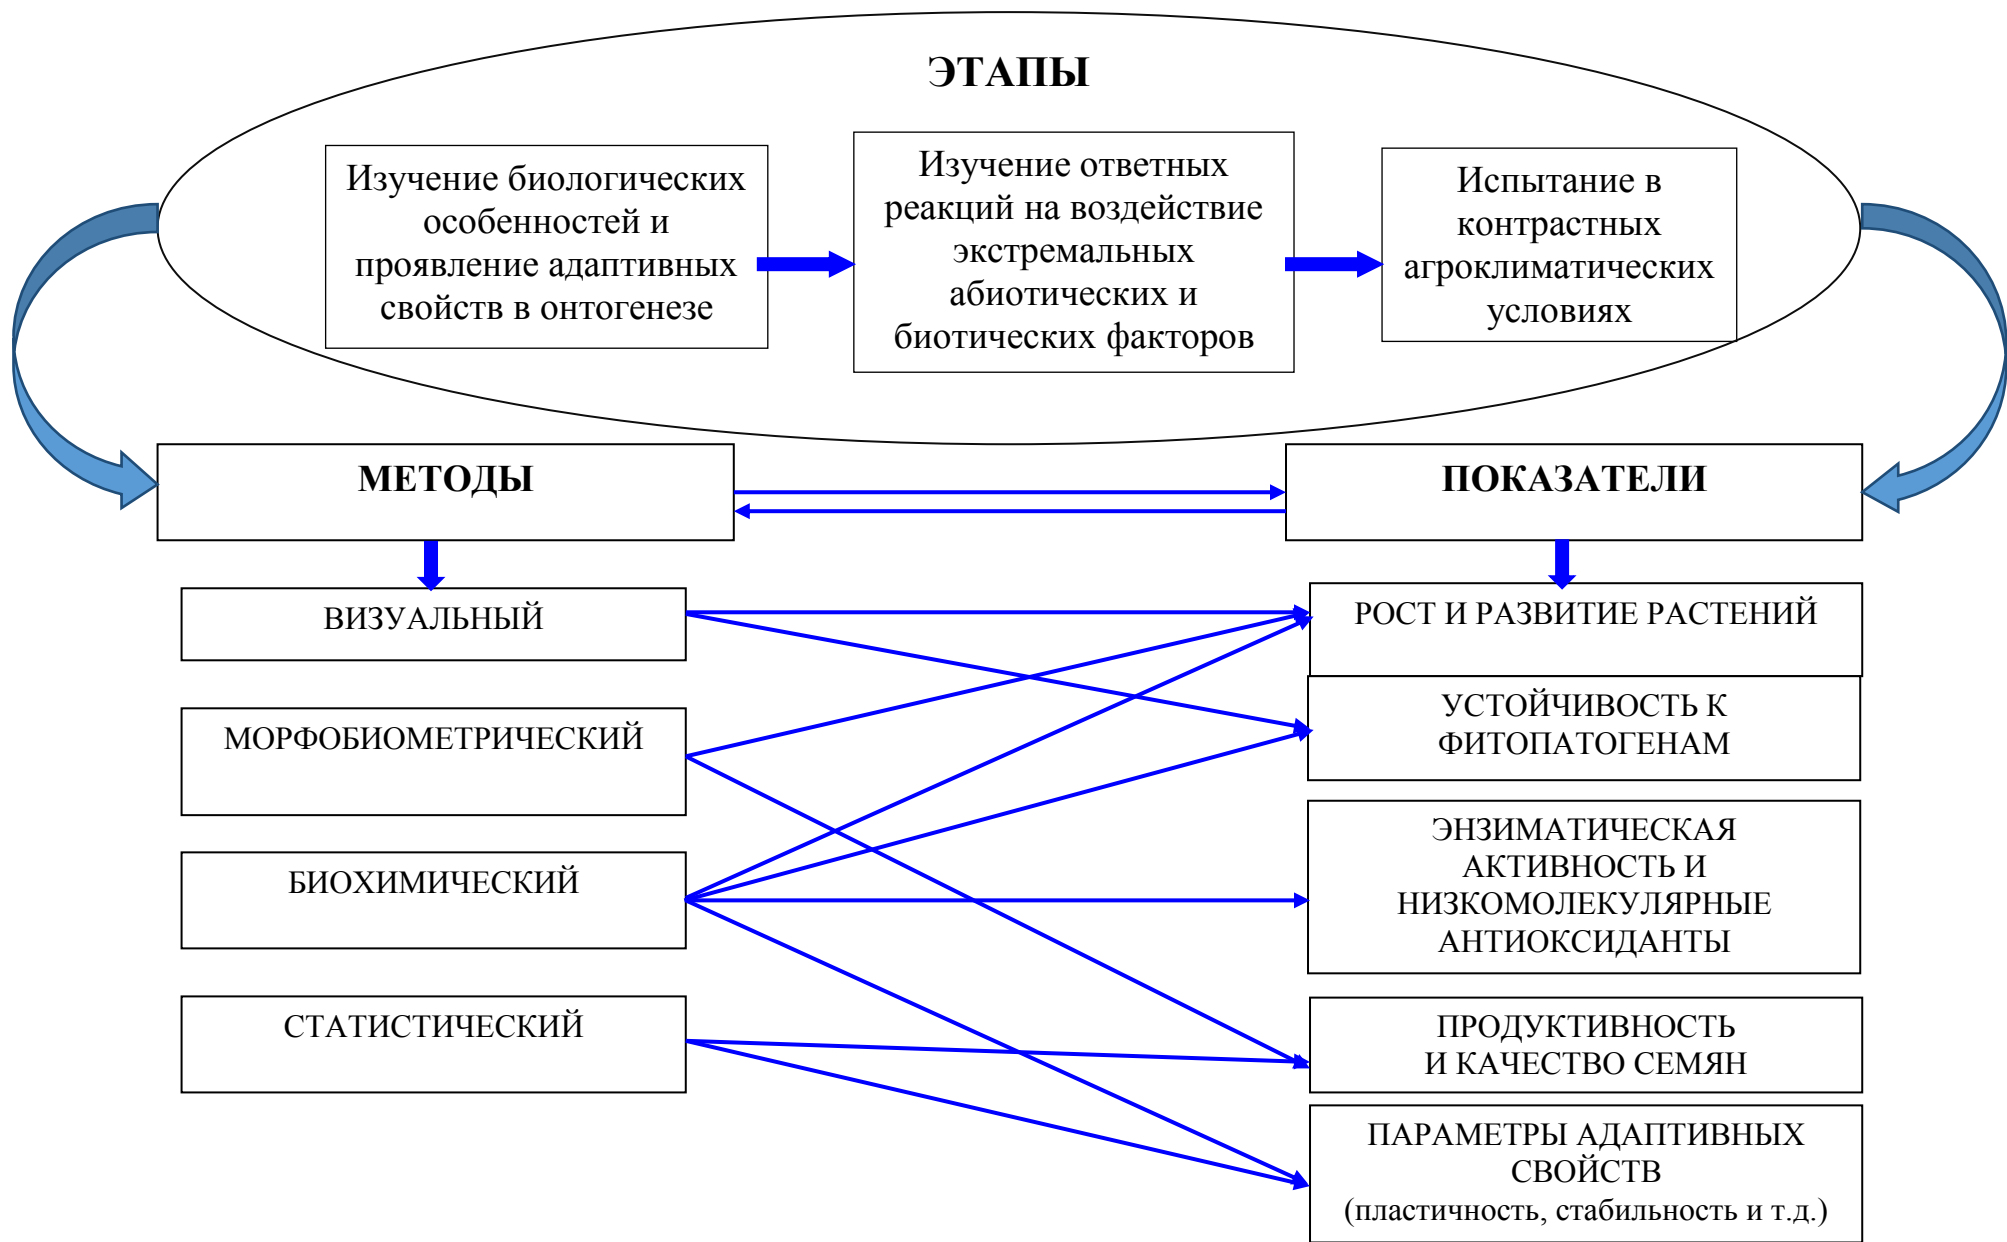 ЭТАПЫ
Изучение биологических
особенностей и
проявление адаптивных
свойств в онтогенезе
Изучение ответных
реакций на воздействие
экстремальных
абиотических и
биотических факторов
Испытание в
контрастных
агроклиматических
условиях
МЕТОДЫ
ПОКАЗАТЕЛИ
ВИЗУАЛЬНЫЙ
МОРФОБИОМЕТРИЧЕСКИЙ
БИОХИМИЧЕСКИЙ
СТАТИСТИЧЕСКИЙ
РОСТ И РАЗВИТИЕ РАСТЕНИЙ
УСТОЙЧИВОСТЬ К
ФИТОПАТОГЕНАМ
ЭНЗИМАТИЧЕСКАЯ
АКТИВНОСТЬ И
НИЗКОМОЛЕКУЛЯРНЫЕ
АНТИОКСИДАНТЫ
ПРОДУКТИВНОСТЬ
И КАЧЕСТВО СЕМЯН
ПАРАМЕТРЫ АДАПТИВНЫХ
СВОЙСТВ
(пластичность, стабильность и т.д.)